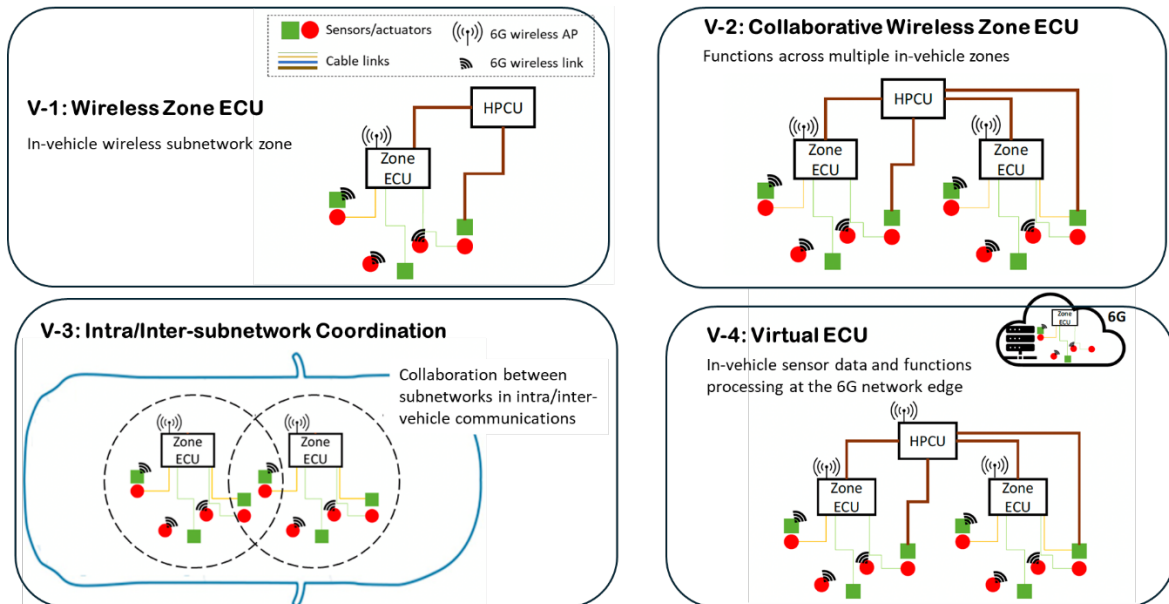 V-1: Wireless Zone ECU
In-vehicle wireless subnetwork zone
Sensors/actuators
6G wireless AP
Cable links
6G wireless link
HPCU
Zone
ECU
V-2: Collaborative Wireless Zone ECU
Functions across multiple in-vehicle zones
HPCU
Zone
ECU
Zone
ECU
V-3: Intra/Inter-subnetwork Coordination
Collaboration between
subnetworks in intra/inter-
vehicle communications
Zone
ECU
Zone
ECU
V-4: Virtual ECU
In-vehicle sensor data and functions
processing at the 6G network edge
6G
Zone
ECU
HPCU
Zone
ECU
Zone
ECU